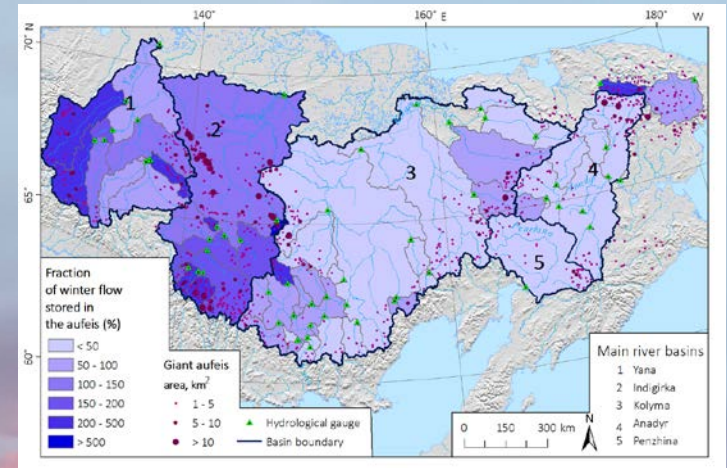 140°
160° E
180° W
70° N
65
60°
1
2
3
4
5
Fraction
of winter flow
stored in
the aufeis (%)
< 50
50 - 100
100 - 150
150 - 200
200 - 500
> 500
Giant aufeis
area, km²
1 - 5
5 - 10
> 10
Hydrological gauge
Basin boundary
N
0 150 300 km
Main river basins
1 Yana
2 Indigirka
3 Kolyma
4 Anadyr
5 Penzhina